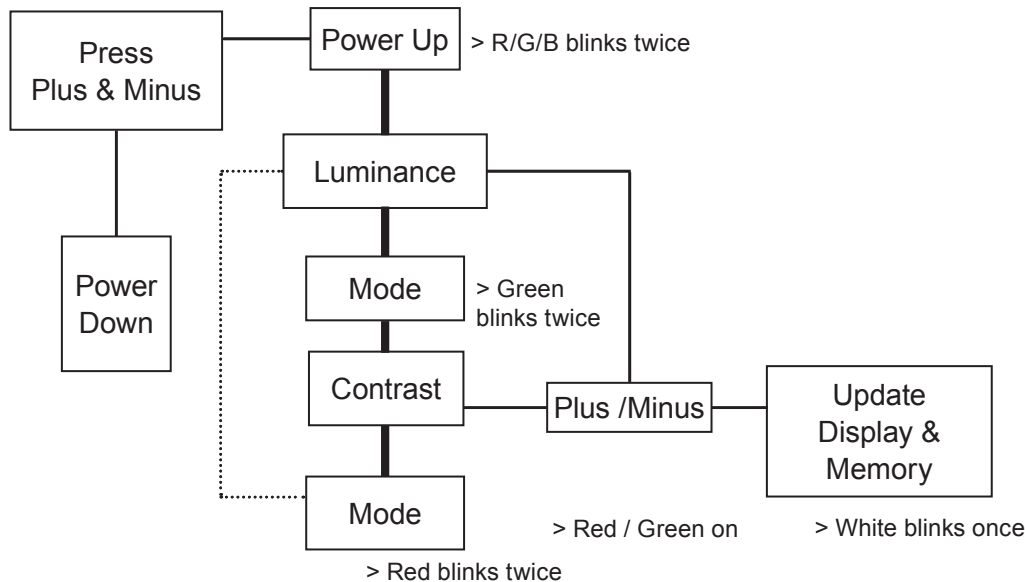 Press
Plus & Minus
Power Up
> R/G/B blinks twice
Luminance
Power
Down
Mode
> Green
blinks twice
Contrast
Plus /Minus
Update
Display &
Memory
Mode
> Red / Green on
> White blinks once
> Red blinks twice